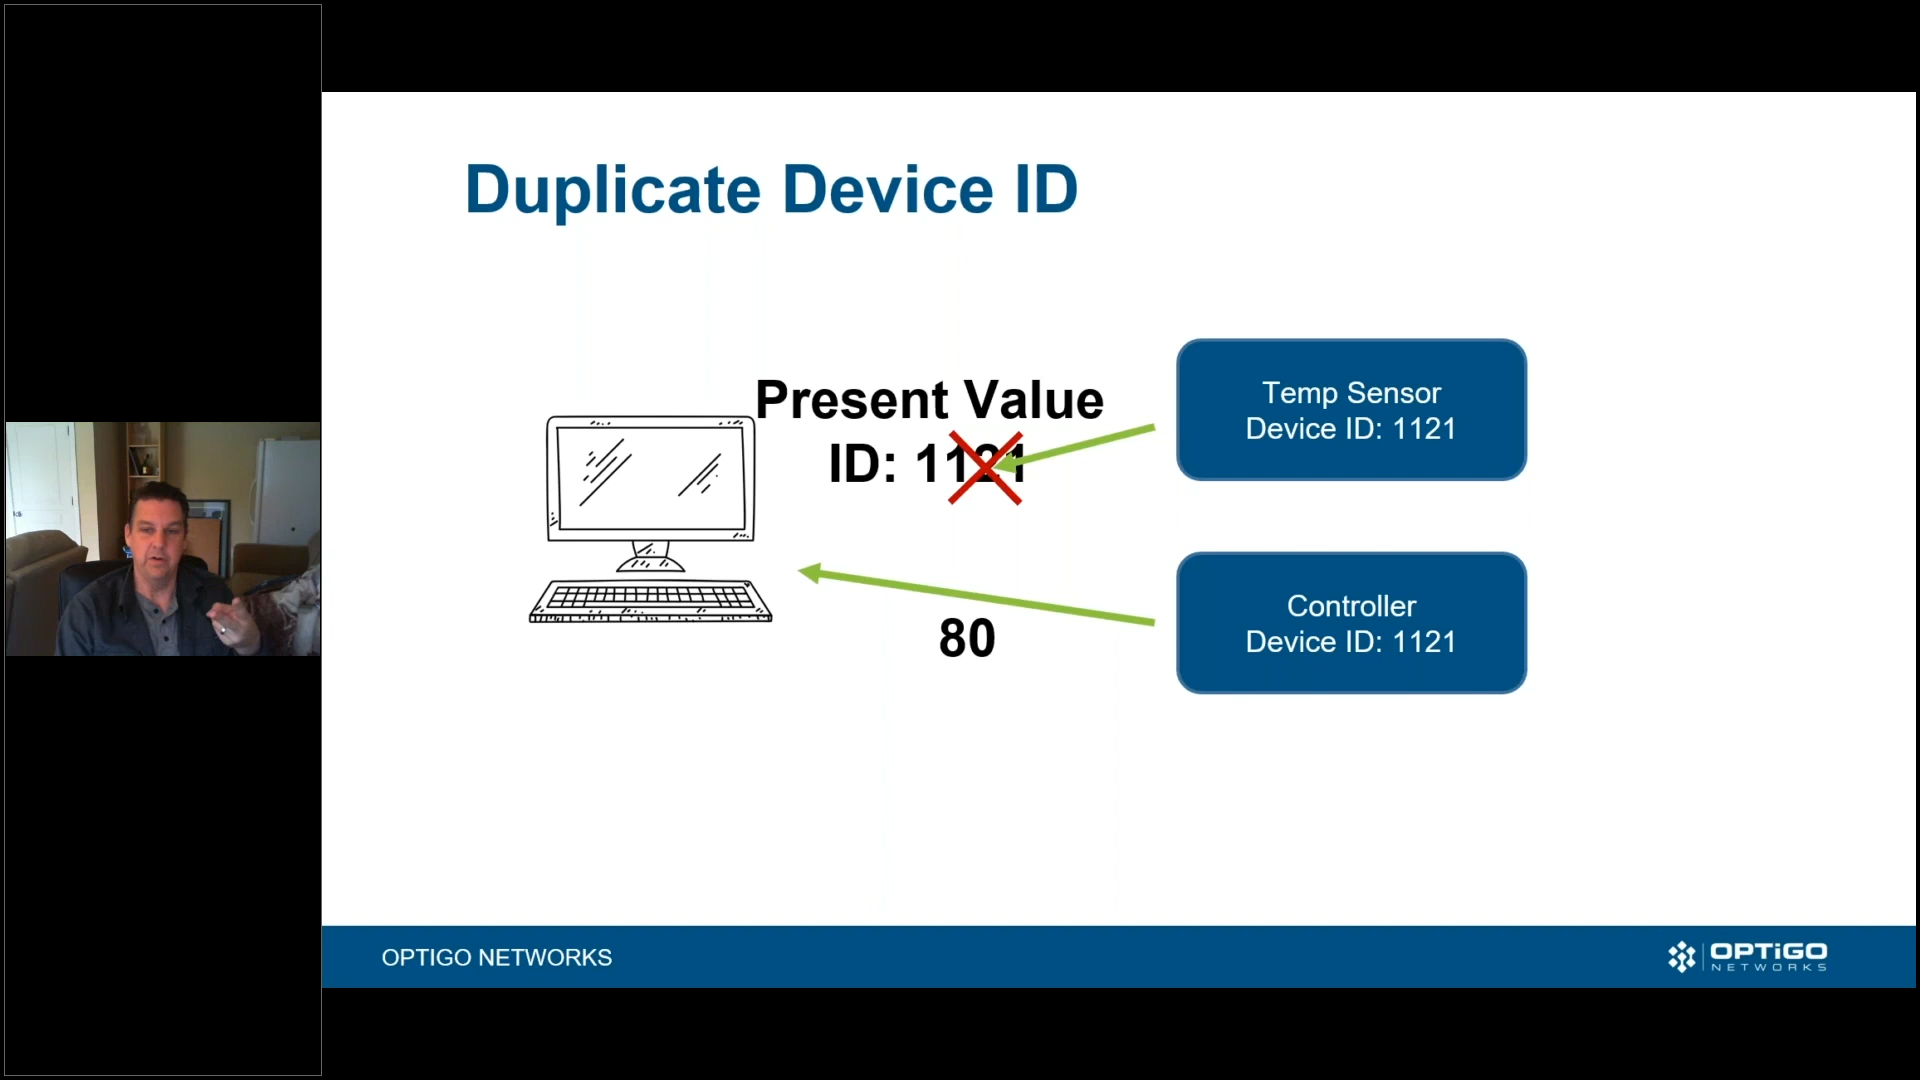 Duplicate Device ID
Present Value
ID: 1121
Temp Sensor
Device ID: 1121
Controller
Device ID: 1121
80
OPTIGO NETWORKS
OPTiGO
NETWORKS